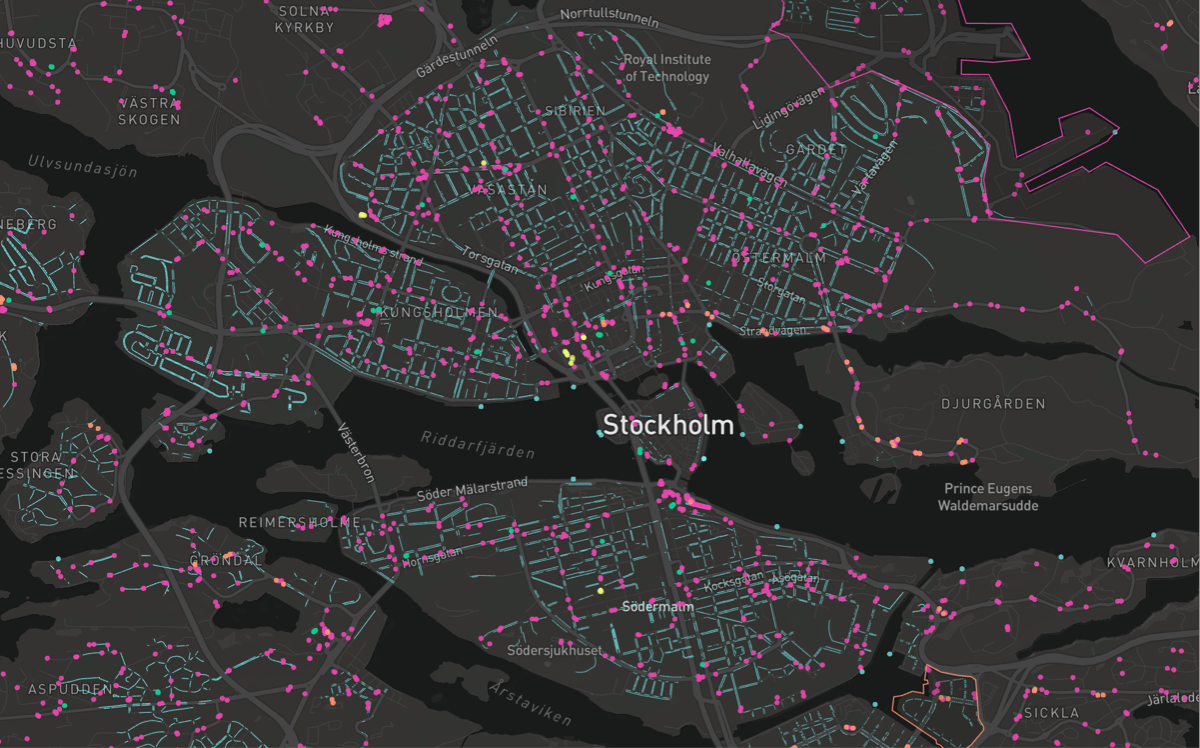 SOLNA
KYRKBY
Norrtullstunneln
HUVUDSTA
Gärdestunneln
Royal Institute
of Technology
VÄSTRA
SKOGEN
SIBIRIEN
Lidingövägen
Ulvsundasjön
Valhallavägen
GÄRDET
Värtavägen
VASASTAN
NEBERG
Kungsholms strand
Torsgatan
ÖSTERMALM
Kungsgatan
Storgatan
KUNGSHOLMEN
Strandvägen
K
DJURGÅRDEN
Stockholm
Västerbron
Riddarfjärden
STORA
ESSINGEN
Söder Mälarstrand
Prince Eugens
Waldemarsudde
REIMERSHOLME
GRÖNDAL
Hornsgatan
KVARNHOLM
Kocksgatan
Åsögatan
Södermalm
Södersjukhuset
ASPUDDEN
Årstaviken
SICKLA
Järlalede